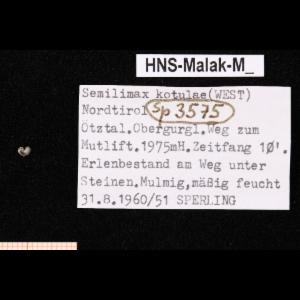 HNS-Malak-M_
Semilimax kotulae(WEST)
Nordtirol Sp 3575
Ötztal.Obergurgl.Weg zum
Mutlift.1975mH.Zeitfang 10'.
Erlenbestand am Weg unter
Steinen.Mulmig,mäßig feucht
31.8.1960/51 SPERLING